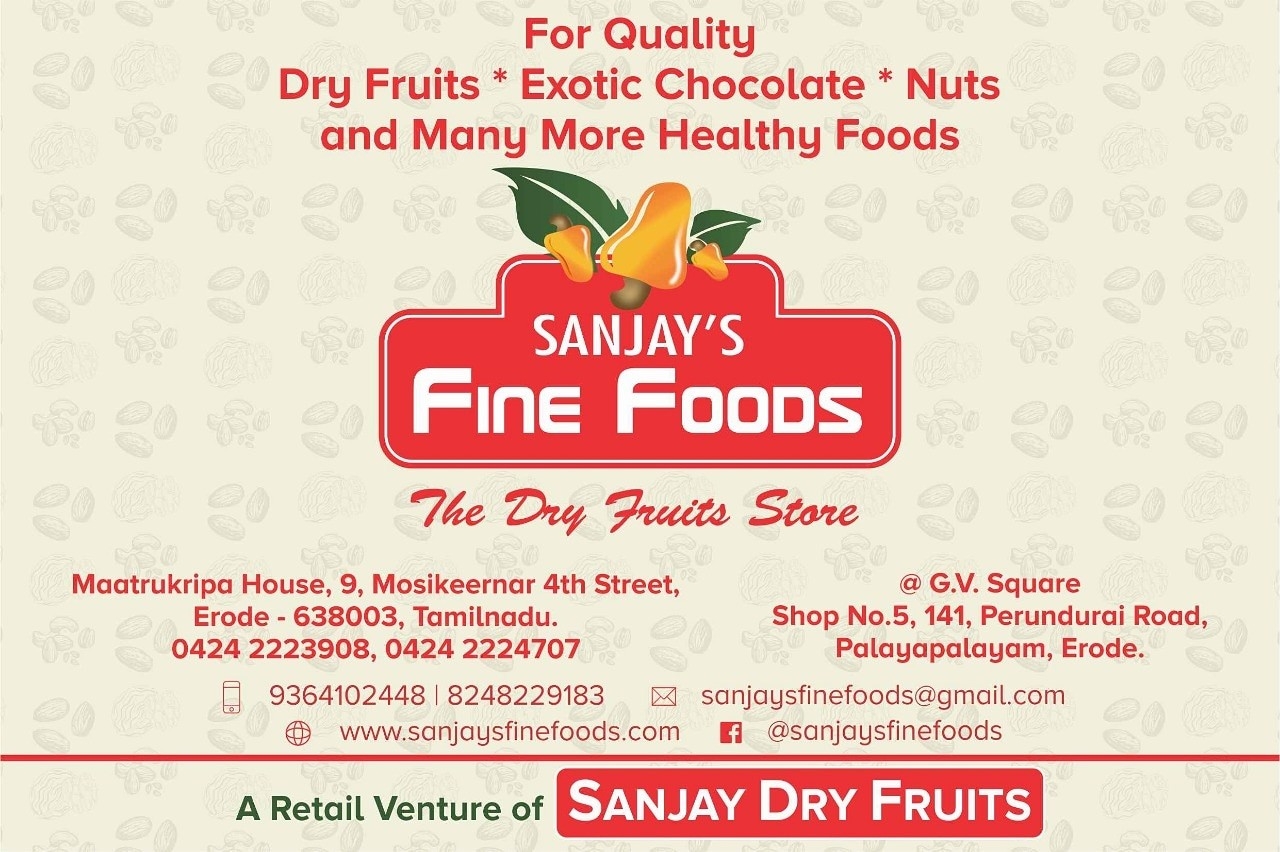 For Quality
Dry Fruits * Exotic Chocolate * Nuts
and Many More Healthy Foods
SANJAY'S
FINE FOODS
The Dry Fruits Store
Maatrukripa House, 9, Mosikeernar 4th Street,
Erode - 638003, Tamilnadu.
0424 2223908, 0424 2224707
@ G.V. Square
Shop No.5, 141, Perundurai Road,
Palayapalayam, Erode.
9364102448 | 8248229183
sanjaysfinefoods@gmail.com
www.sanjaysfinefoods.com
@sanjaysfinefoods
A Retail Venture of SANJAY DRY FRUITS